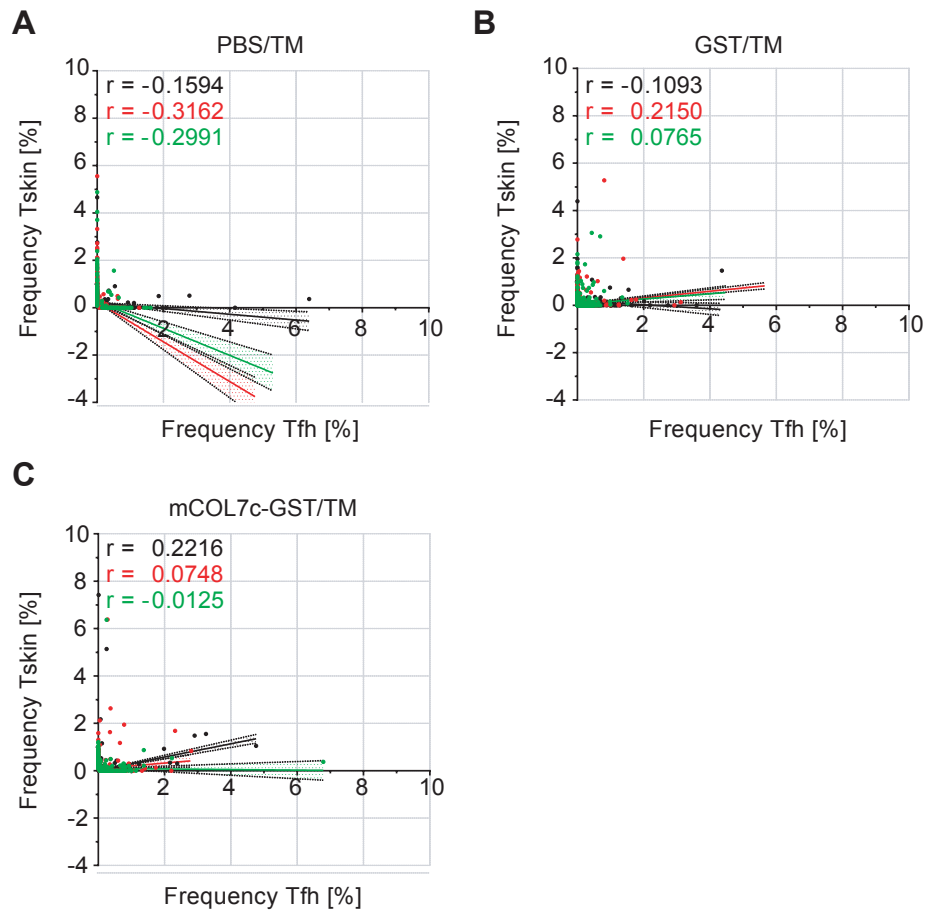 A
PBS/TM
r = -0.1594
r = -0.3162
r = -0.2991
Frequency Tskin [%]
10
8
6
4
2
0
-2
-4
2
4
6
8
10
Frequency Tfh [%]
B
GST/TM
r = -0.1093
r = 0.2150
r = 0.0765
Frequency Tskin [%]
10
8
6
4
2
0
-2
-4
2
4
6
8
10
Frequency Tfh [%]
C
mCOL7c-GST/TM
r = 0.2216
r = 0.0748
r = -0.0125
Frequency Tskin [%]
10
8
6
4
2
0
-2
-4
2
4
6
8
10
Frequency Tfh [%]